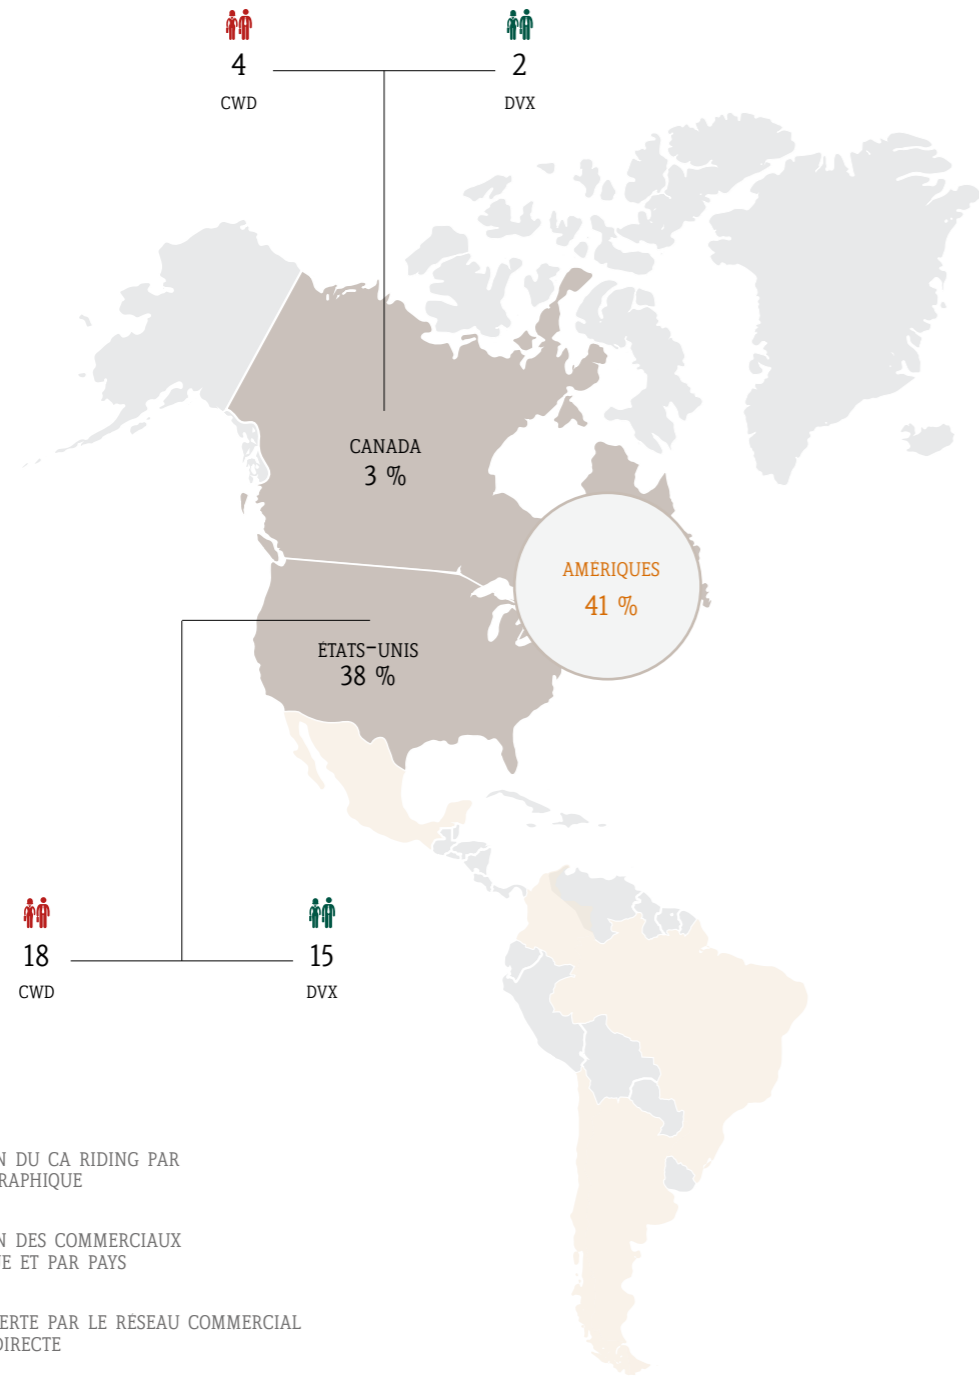 4
CWD
2
DVX
CANADA
3 %
AMÉRIQUES
41 %
ÉTATS-UNIS
38 %
18
CWD
15
DVX
N DU CA RIDING PAR
RAPHIQUE
N DES COMMERCIAUX
E ET PAR PAYS
ERTE PAR LE RÉSEAU COMMERCIAL
DIRECTE